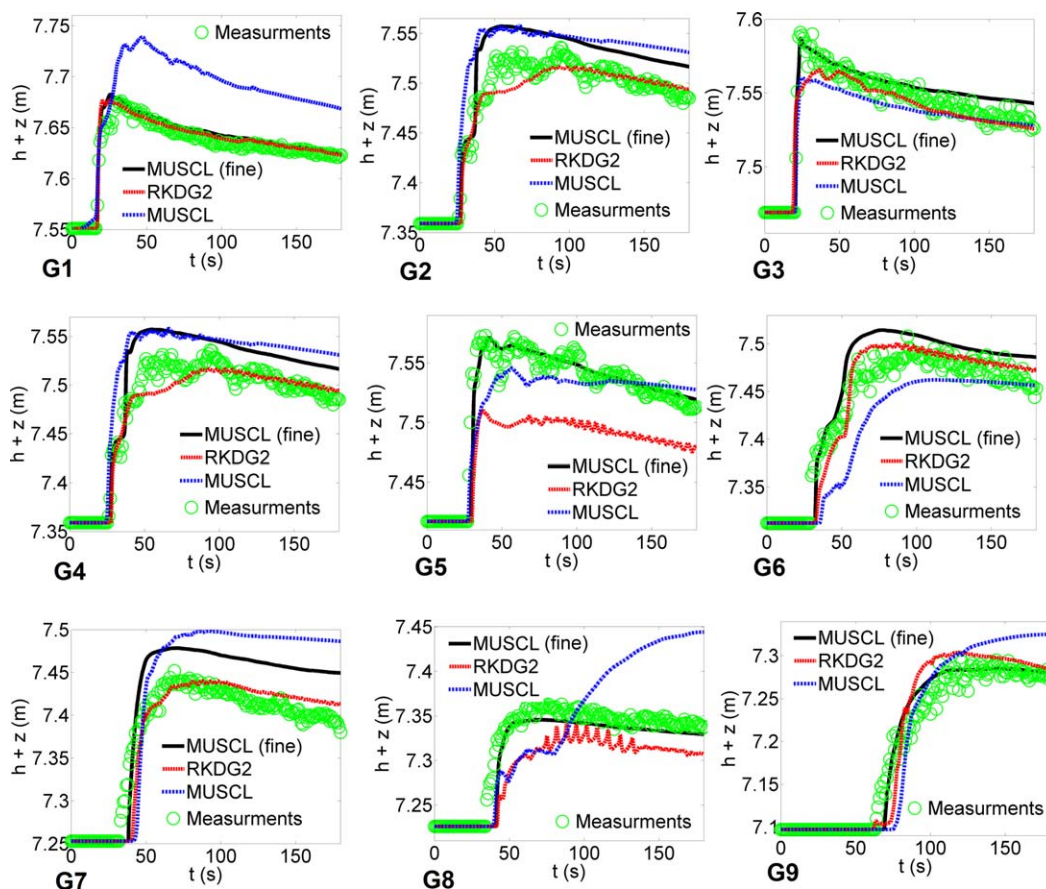 7.75
7.7
7.65
7.55
h + z (m)
Measurments
MUSCL (fine)
RKDG2
MUSCL
0 50 100 150
t (s)
G1
7.55
7.5
7.45
7.4
7.35
h + z (m)
MUSCL (fine)
RKDG2
MUSCL
Measurments
0 50 100 150
t (s)
G2
7.6
7.55
7.5
h + z (m)
MUSCL (fine)
RKDG2
MUSCL
Measurments
0 50 100 150
t (s)
G3
7.55
7.5
7.45
7.4
7.35
h + z (m)
MUSCL (fine)
RKDG2
MUSCL
Measurments
0 50 100 150
t (s)
G4
7.55
7.5
7.45
h + z (m)
Measurments
MUSCL (fine)
RKDG2
MUSCL
0 50 100 150
t (s)
G5
7.5
7.45
7.4
7.35
h + z (m)
MUSCL (fine)
RKDG2
MUSCL
Measurments
0 50 100 150
t (s)
G6
7.5
7.45
7.4
7.35
7.3
7.25
h + z (m)
MUSCL (fine)
RKDG2
MUSCL
Measurments
0 50 100 150
t (s)
G7
7.45
7.4
7.35
7.3
7.25
h + z (m)
MUSCL (fine)
RKDG2
MUSCL
Measurments
0 50 100 150
t (s)
G8
7.3
7.25
7.2
7.15
7.1
h + z (m)
MUSCL (fine)
RKDG2
MUSCL
Measurments
0 50 100 150
t (s)
G9